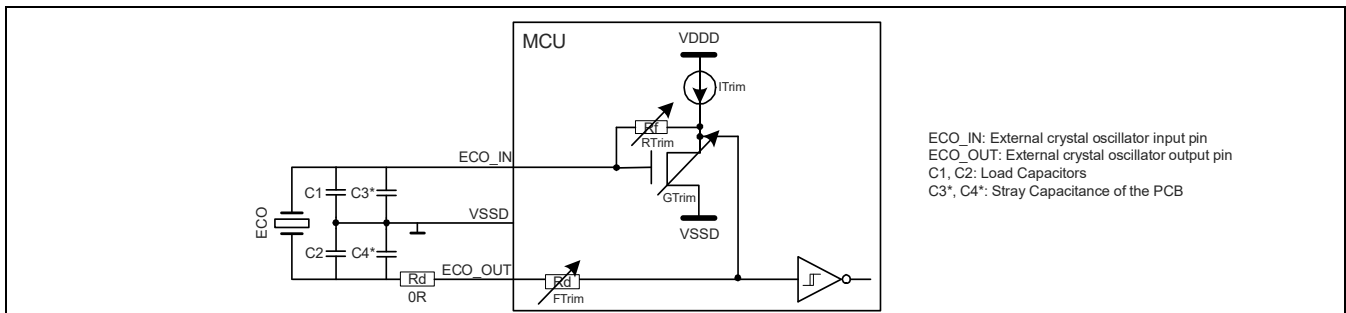 MCU
VDDD
ITrim
Rf
RTrim
ECO_IN
GTrim
C1
C3*
VSSD
VSSD
ECO
C2
C4*
ECO_OUT
Rd
0R
Rd
FTrim
ECO_IN: External crystal oscillator input pin
ECO_OUT: External crystal oscillator output pin
C1, C2: Load Capacitors
C3*, C4*: Stray Capacitance of the PCB